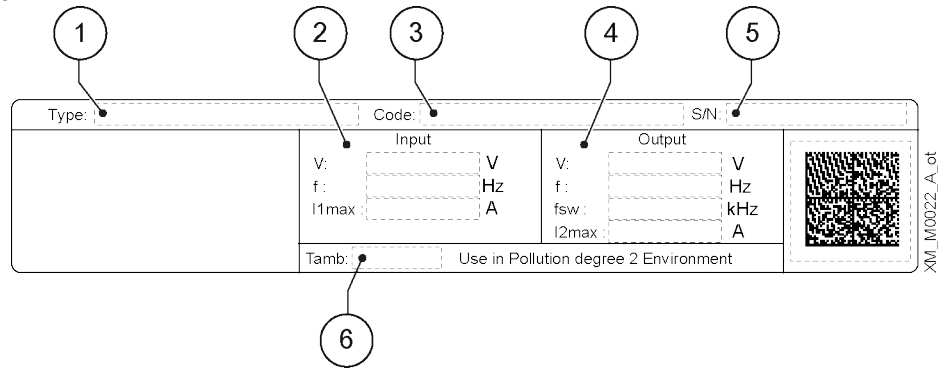 1 2 3 4 5
Type: Code: S/N:
Input Output
V: V V: V
f : Hz f : Hz
I1max : A fsw : kHz
I2max : A
Tamb: Use in Pollution degree 2 Environment
6
XM_M0022_A_ot